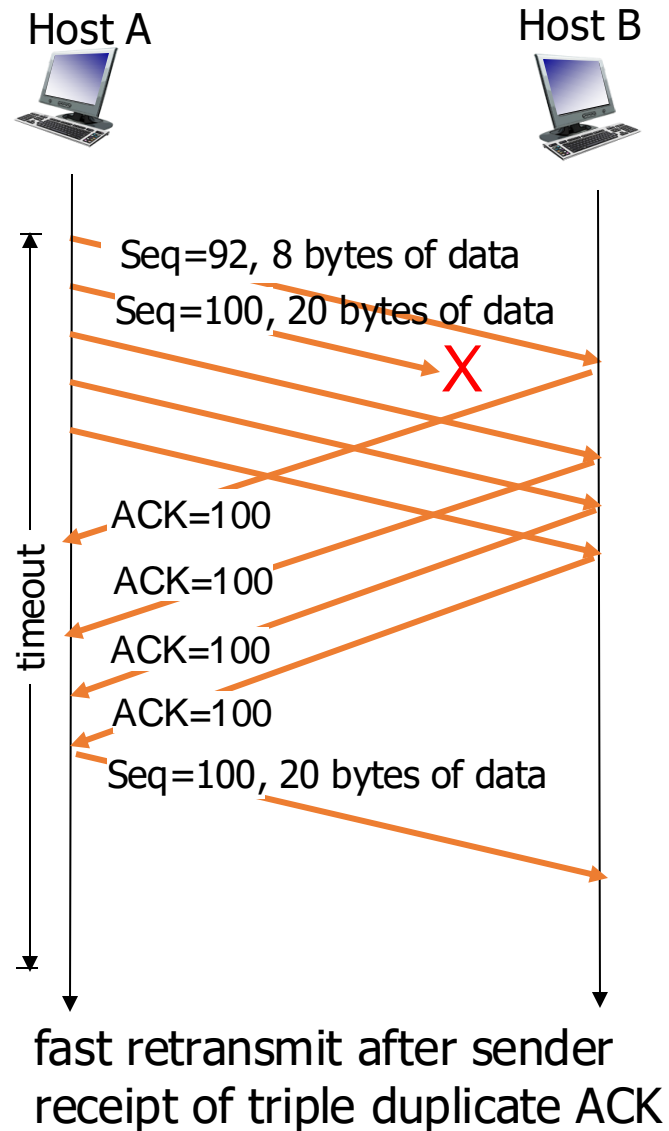 Host A
Host B
Seq=92, 8 bytes of data
Seq=100, 20 bytes of data
X
ACK=100
timeout
ACK=100
ACK=100
ACK=100
Seq=100, 20 bytes of data
fast retransmit after sender
receipt of triple duplicate ACK